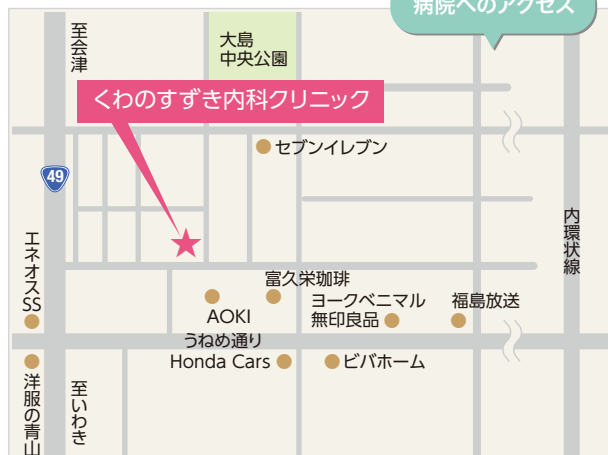 病院へのアクセス
至会津
大島
中央公園
くわのすずき内科クリニック
セブンイレブン
49
内環状線
エネオスSS
富久栄珈琲
AOKI
ヨークベニマル
無印良品
福島放送
うねめ通り
Honda Cars
ビバホーム
洋服の青山
至いわき